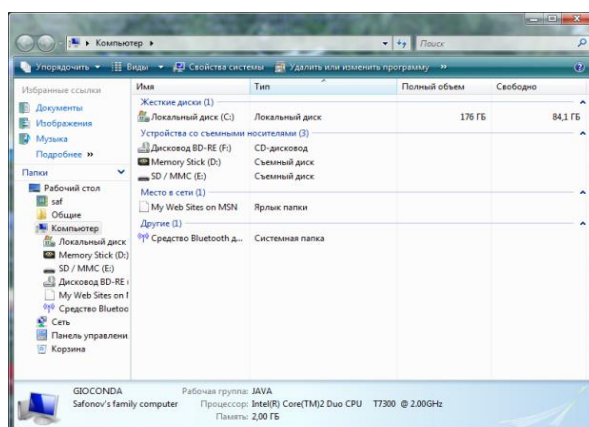 Компьютер
Поиск
Упорядочить Виды Свойства системы Удалить или изменить программу »
Избранные ссылки
Документы
Изображения
Музыка
Подробнее »
Папки
Рабочий стол
saf
Общие
Компьютер
Локальный диск
Memory Stick (D:)
SD / MMC (E:)
Дисковод BD-RE (
My Web Sites on M
Средство Bluetoo
Сеть
Панель управлени
Корзина
Имя Тип Полный объем Свободно
Жесткие диски (1)
Локальный диск (C:) Локальный диск 176 ГБ 84,1 ГБ
Устройства со съемными носителями (3)
Дисковод BD-RE (F:) CD-дисковод
Memory Stick (D:) Съемный диск
SD / MMC (E:) Съемный диск
Место в сети (1)
My Web Sites on MSN Ярлык папки
Другие (1)
Средство Bluetooth д... Системная папка
GIOCONDA Рабочая группа: JAVA
Safonov's family computer Процессор: Intel(R) Core(TM)2 Duo CPU T7300 @ 2.00GHz
Память: 2,00 ГБ